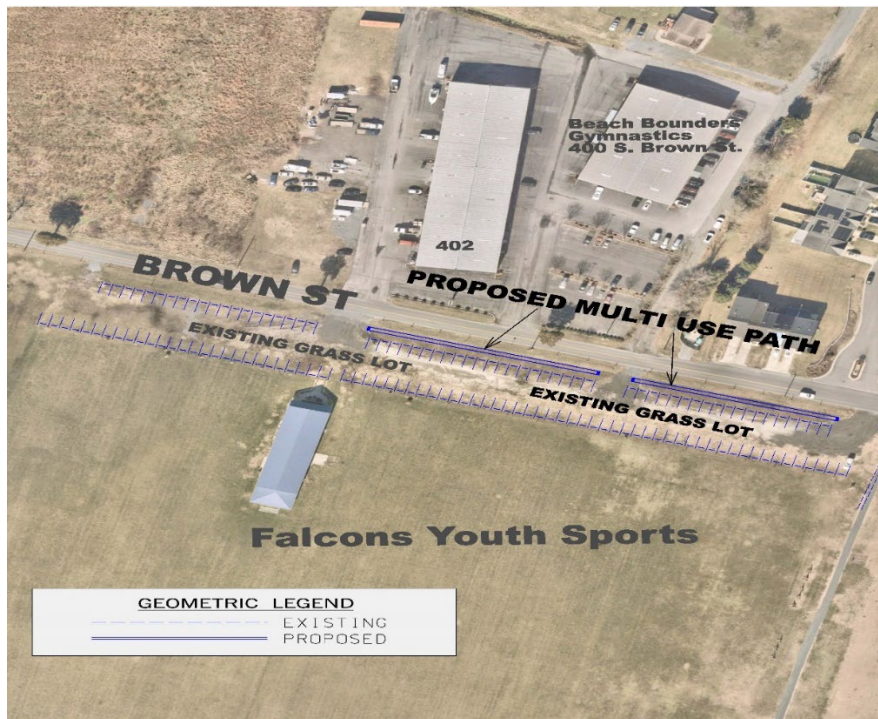 Beach Bounders
Gymnastics
400 S. Brown St.
402
BROWN ST
PROPOSED MULTI USE PATH
EXISTING GRASS LOT
EXISTING GRASS LOT
Falcons Youth Sports
GEOMETRIC LEGEND
EXISTING
PROPOSED